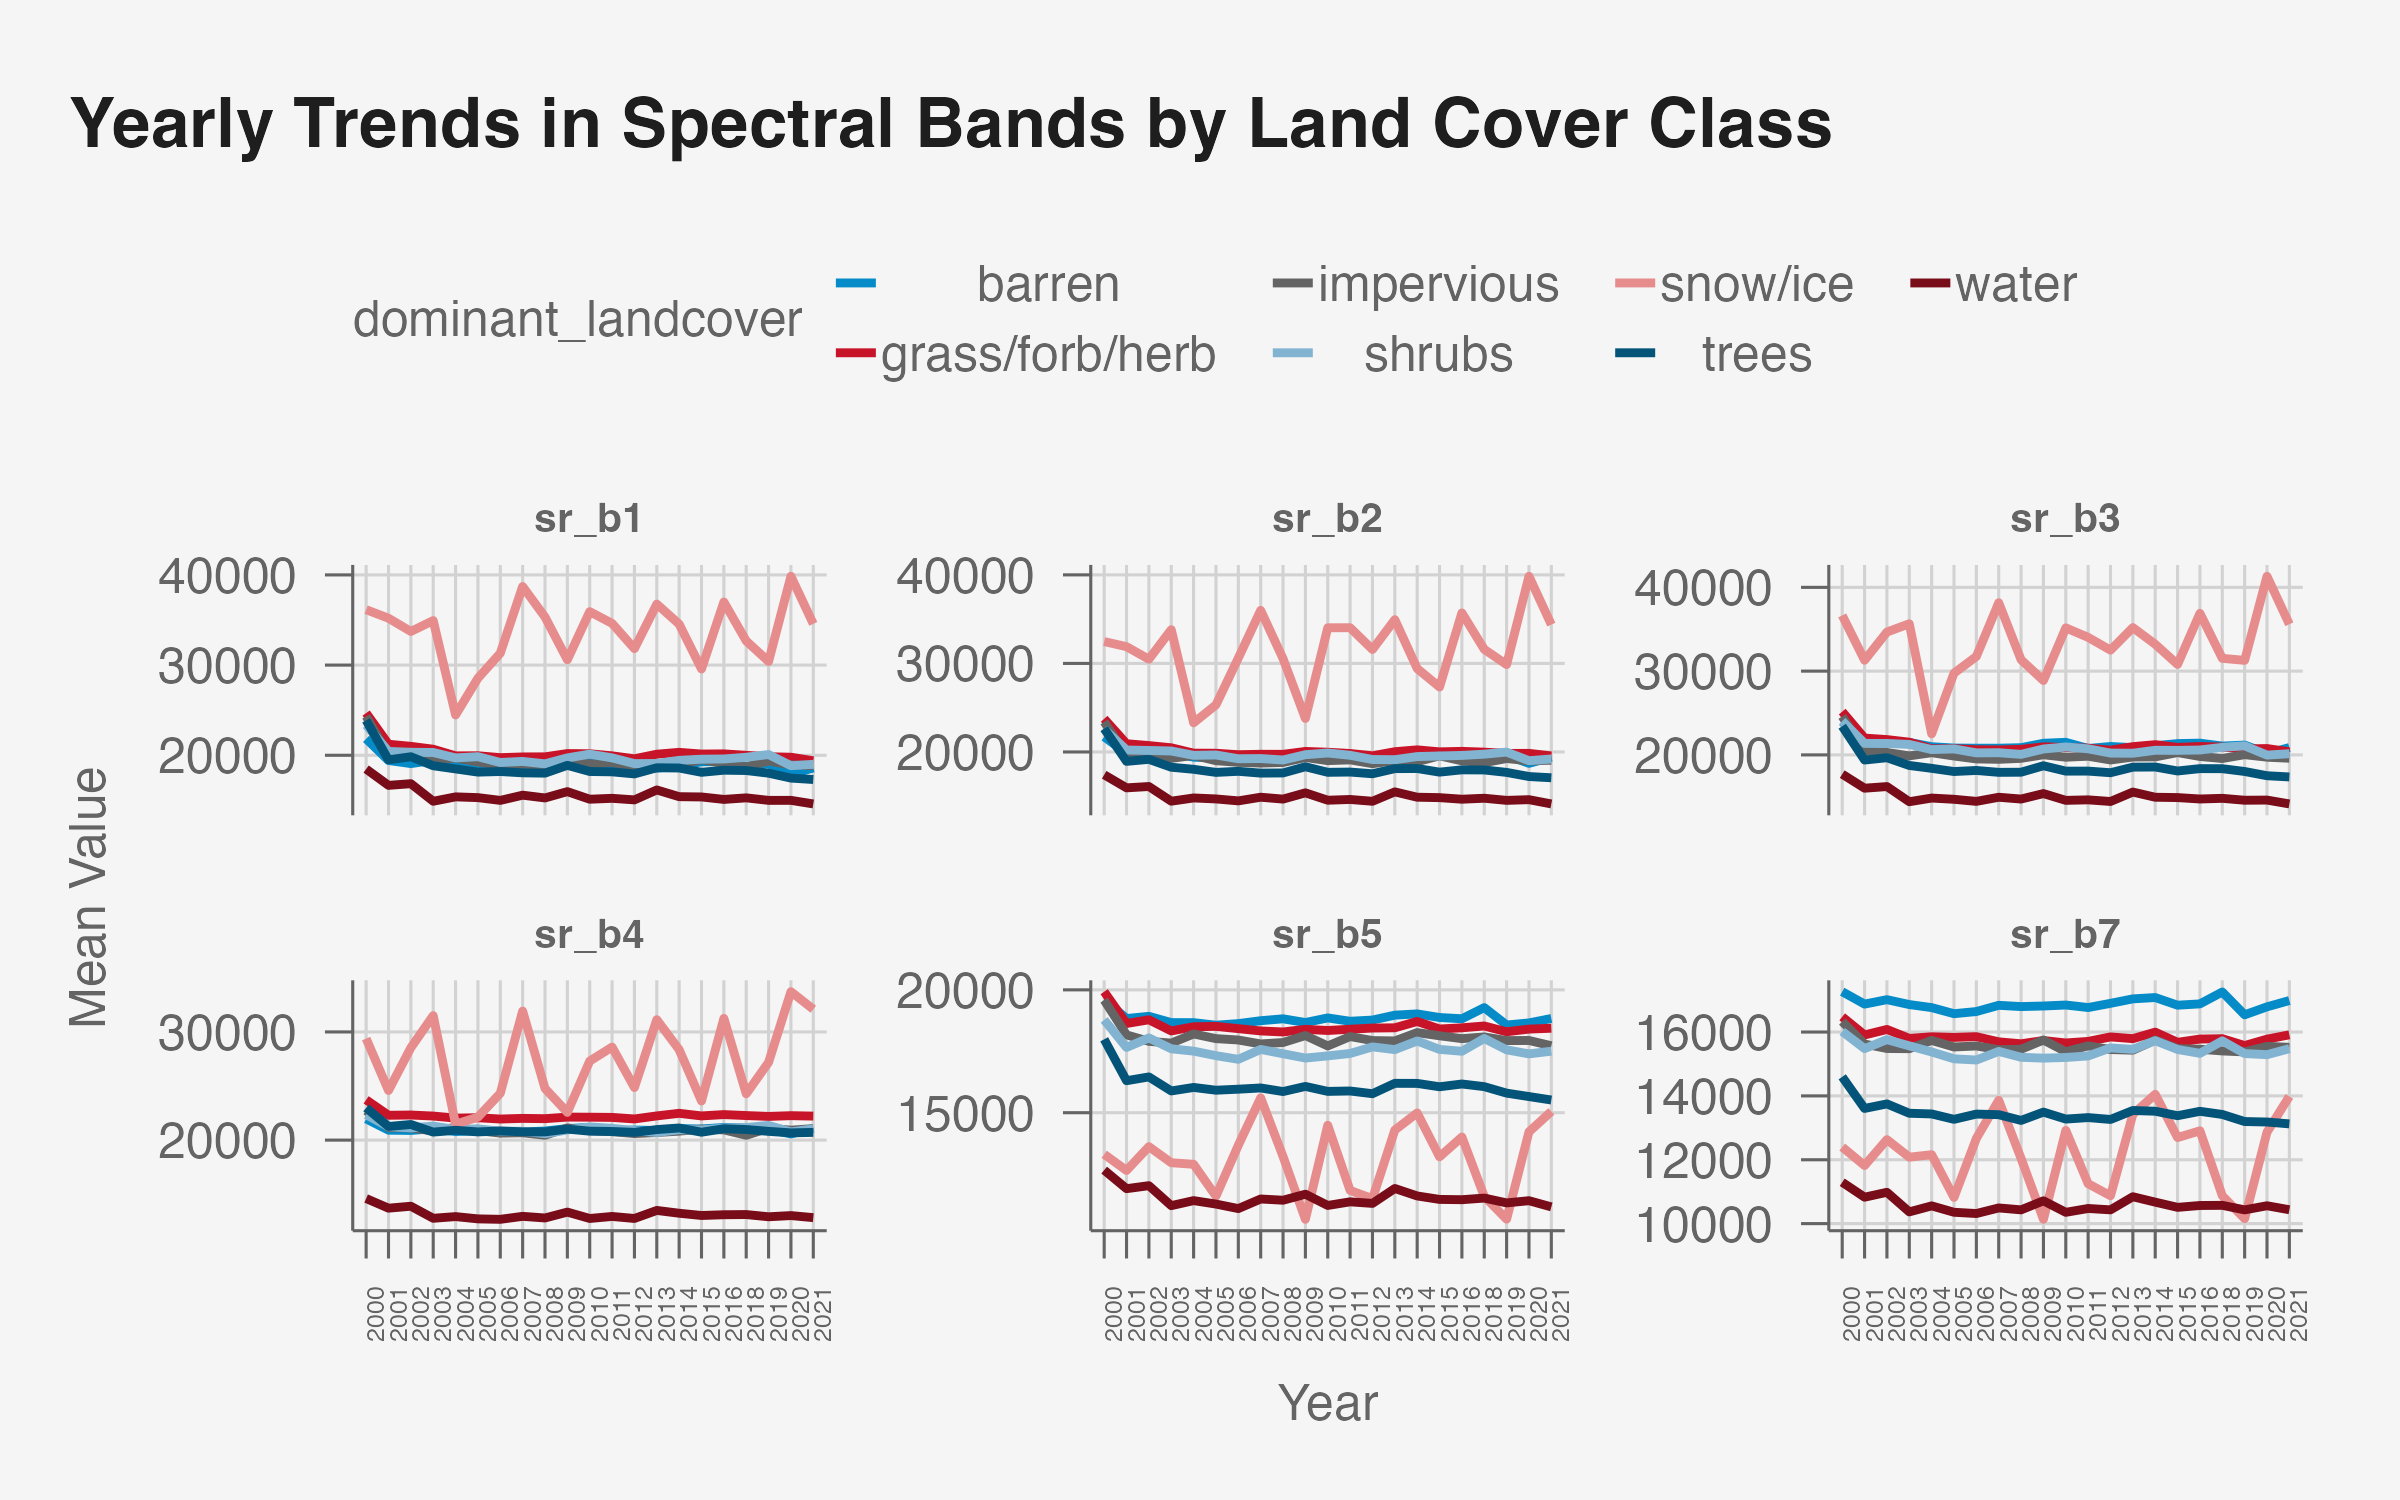 Yearly Trends in Spectral Bands by Land Cover Class
dominant_landcover
barren
impervious
snow/ice
water
grass/forb/herb
shrubs
trees
Mean Value
sr_b1
40000
30000
20000
sr_b2
40000
30000
20000
sr_b3
40000
30000
20000
sr_b4
30000
20000
2000 2001 2002 2003 2004 2005 2006 2007 2008 2009 2010 2011 2012 2013 2014 2015 2016 2018 2019 2020 2021
sr_b5
20000
15000
2000 2001 2002 2003 2004 2005 2006 2007 2008 2009 2010 2011 2012 2013 2014 2015 2016 2018 2019 2020 2021
sr_b7
16000
14000
12000
10000
2000 2001 2002 2003 2004 2005 2006 2007 2008 2009 2010 2011 2012 2013 2014 2015 2016 2018 2019 2020 2021
Year